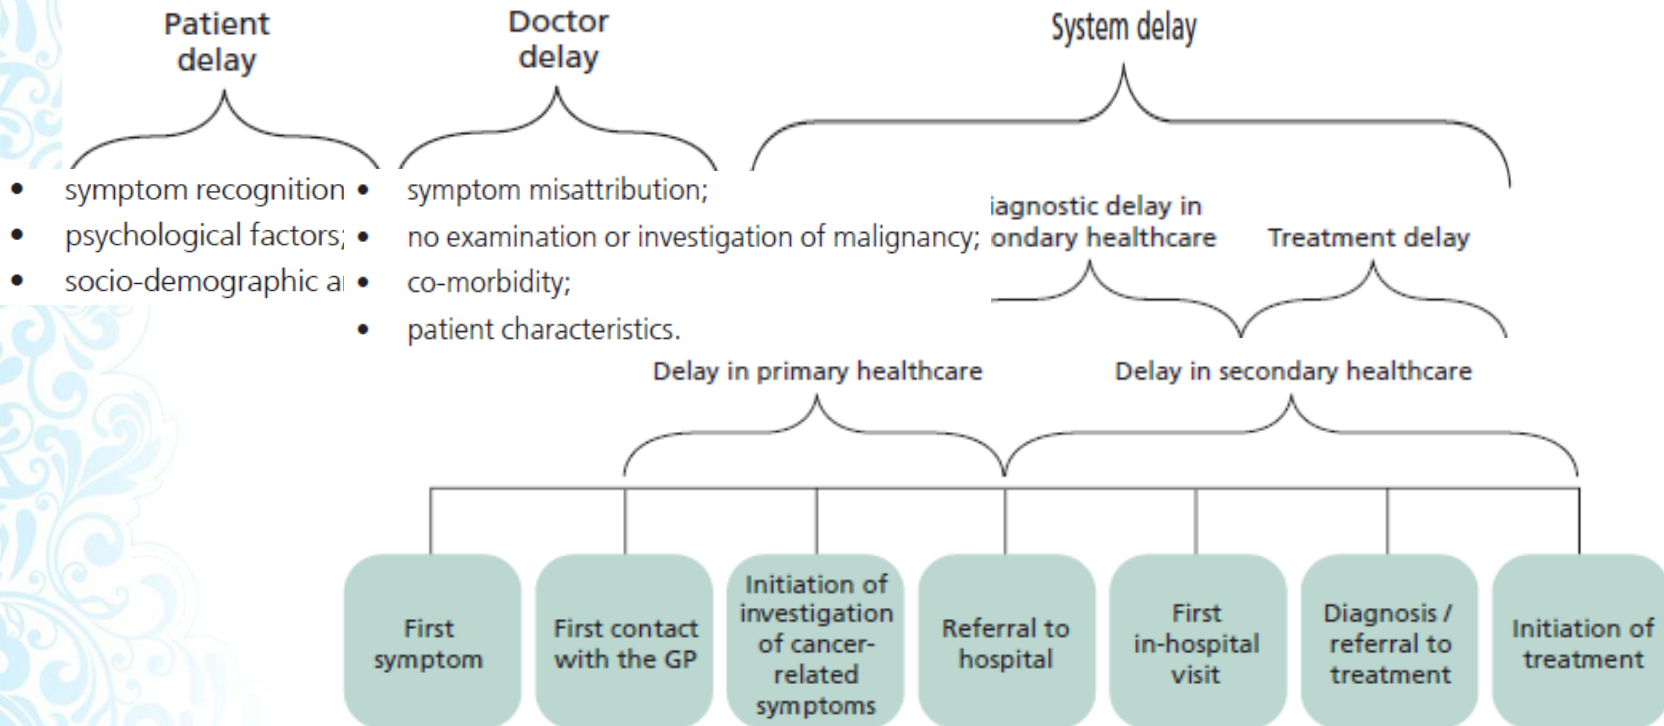 Patient
delay
Doctor
delay
System delay
• symptom recognition
• psychological factors;
• socio-demographic
• symptom misattribution;
• no examination or investigation of malignancy;
• co-morbidity;
• patient characteristics.
iagnostic delay in
ondary healthcare
Treatment delay
Delay in primary healthcare
Delay in secondary healthcare
First
symptom
First contact
with the GP
Initiation of
investigation
of cancer-
related
symptoms
Referral to
hospital
First
in-hospital
visit
Diagnosis /
referral to
treatment
Initiation of
treatment